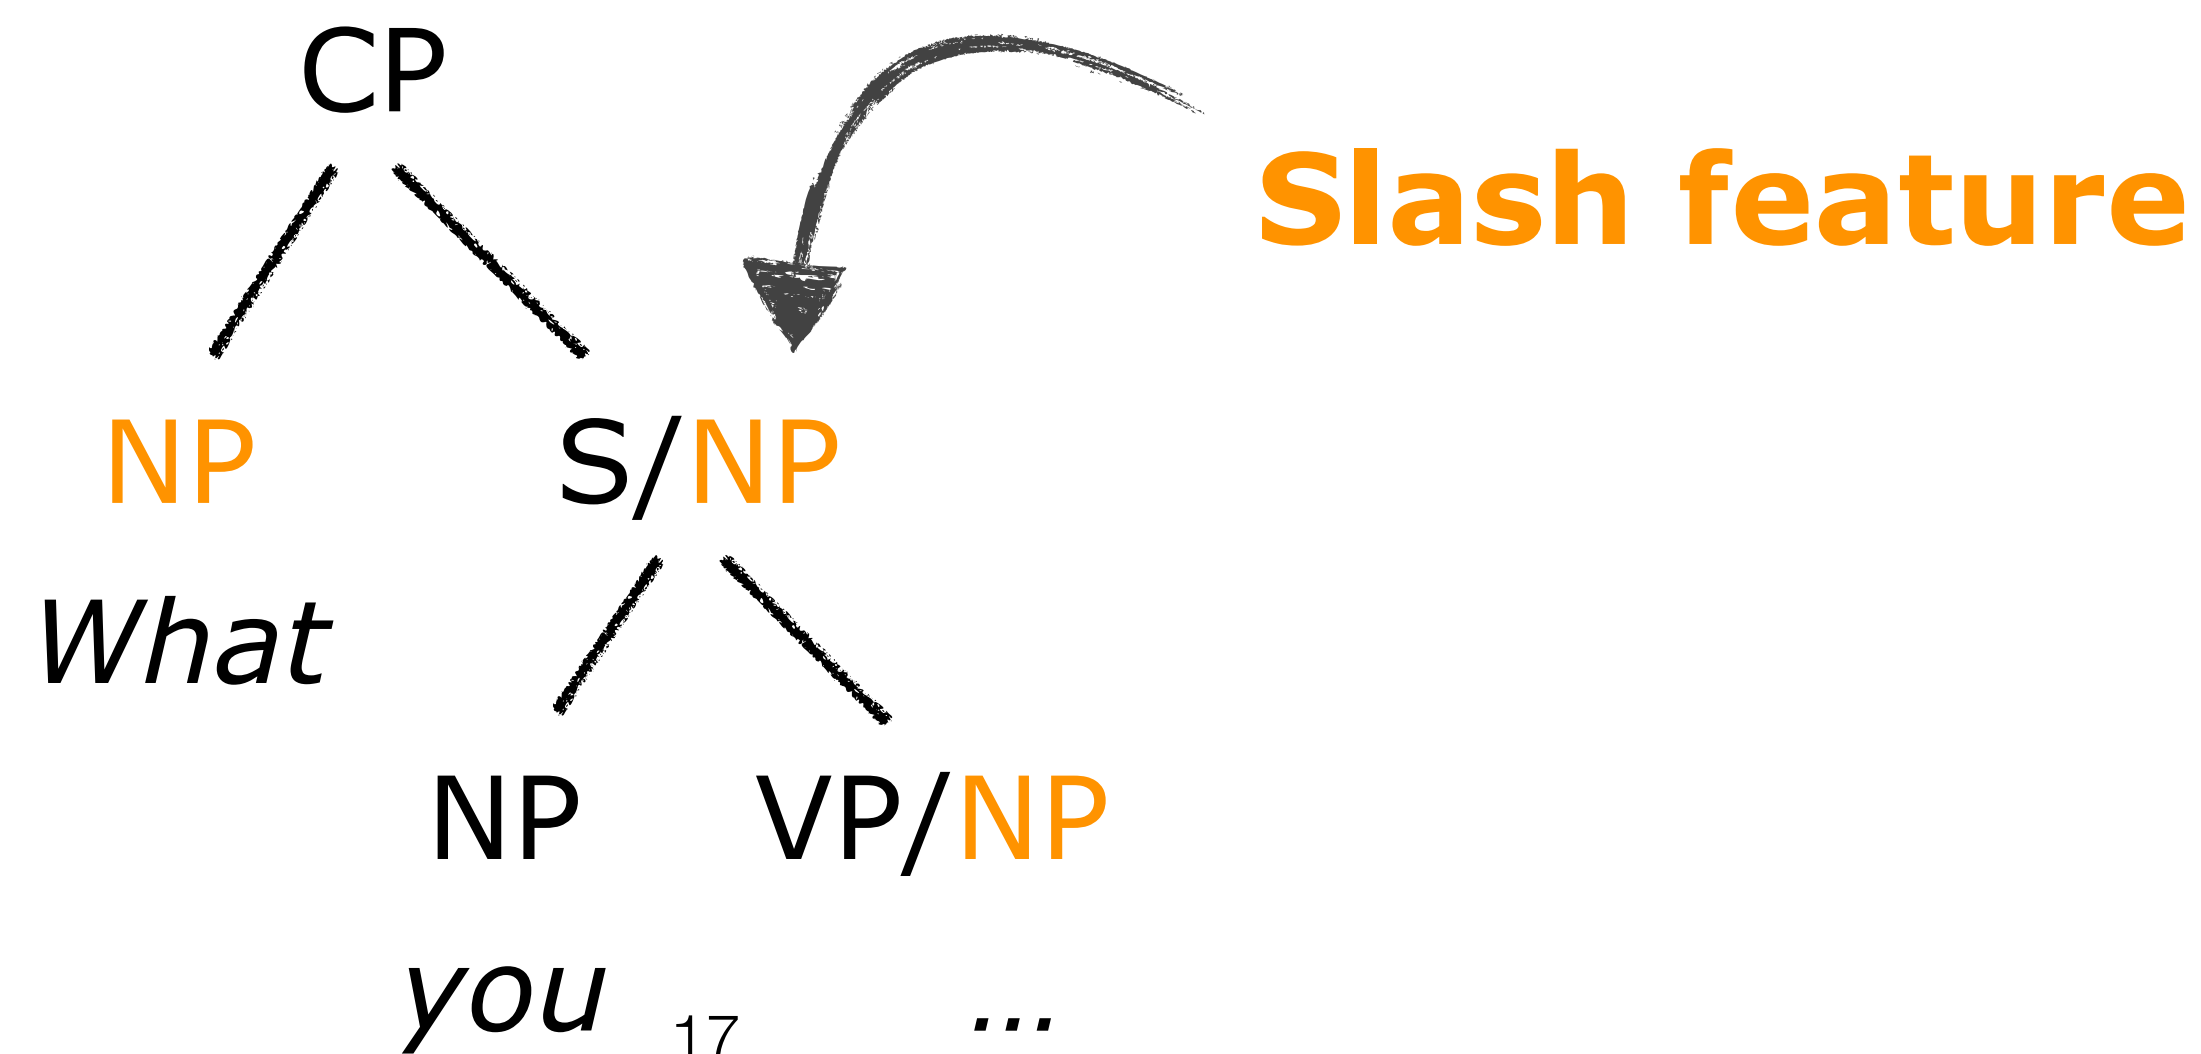 CP
Slash feature
NP S/NP
What
NP VP/NP
you ...
17